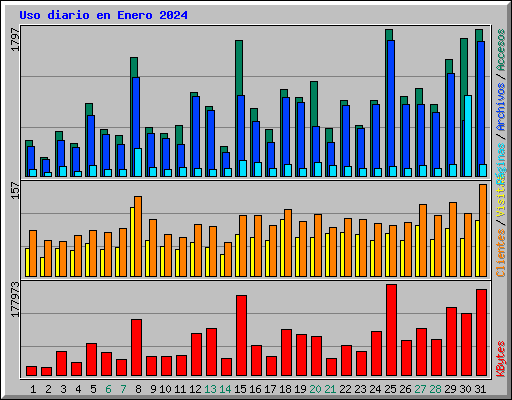 Uso diario en Enero 2024
1797
157
177973
Clientes / visitas
Páginas / Archivos / Accesos
KBytes
1 2 3 4 5 6 7 8 9 10 11 12 13 14 15 16 17 18 19 20 21 22 23 24 25 26 27 28 29 30 31